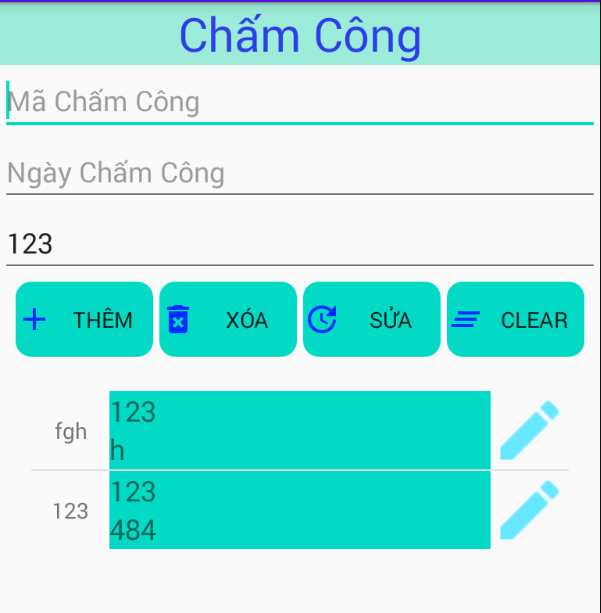 Chấm Công
Mã Chấm Công
Ngày Chấm Công
123
THÊM XÓA SỬA CLEAR
fgh
123
h
123
123
484